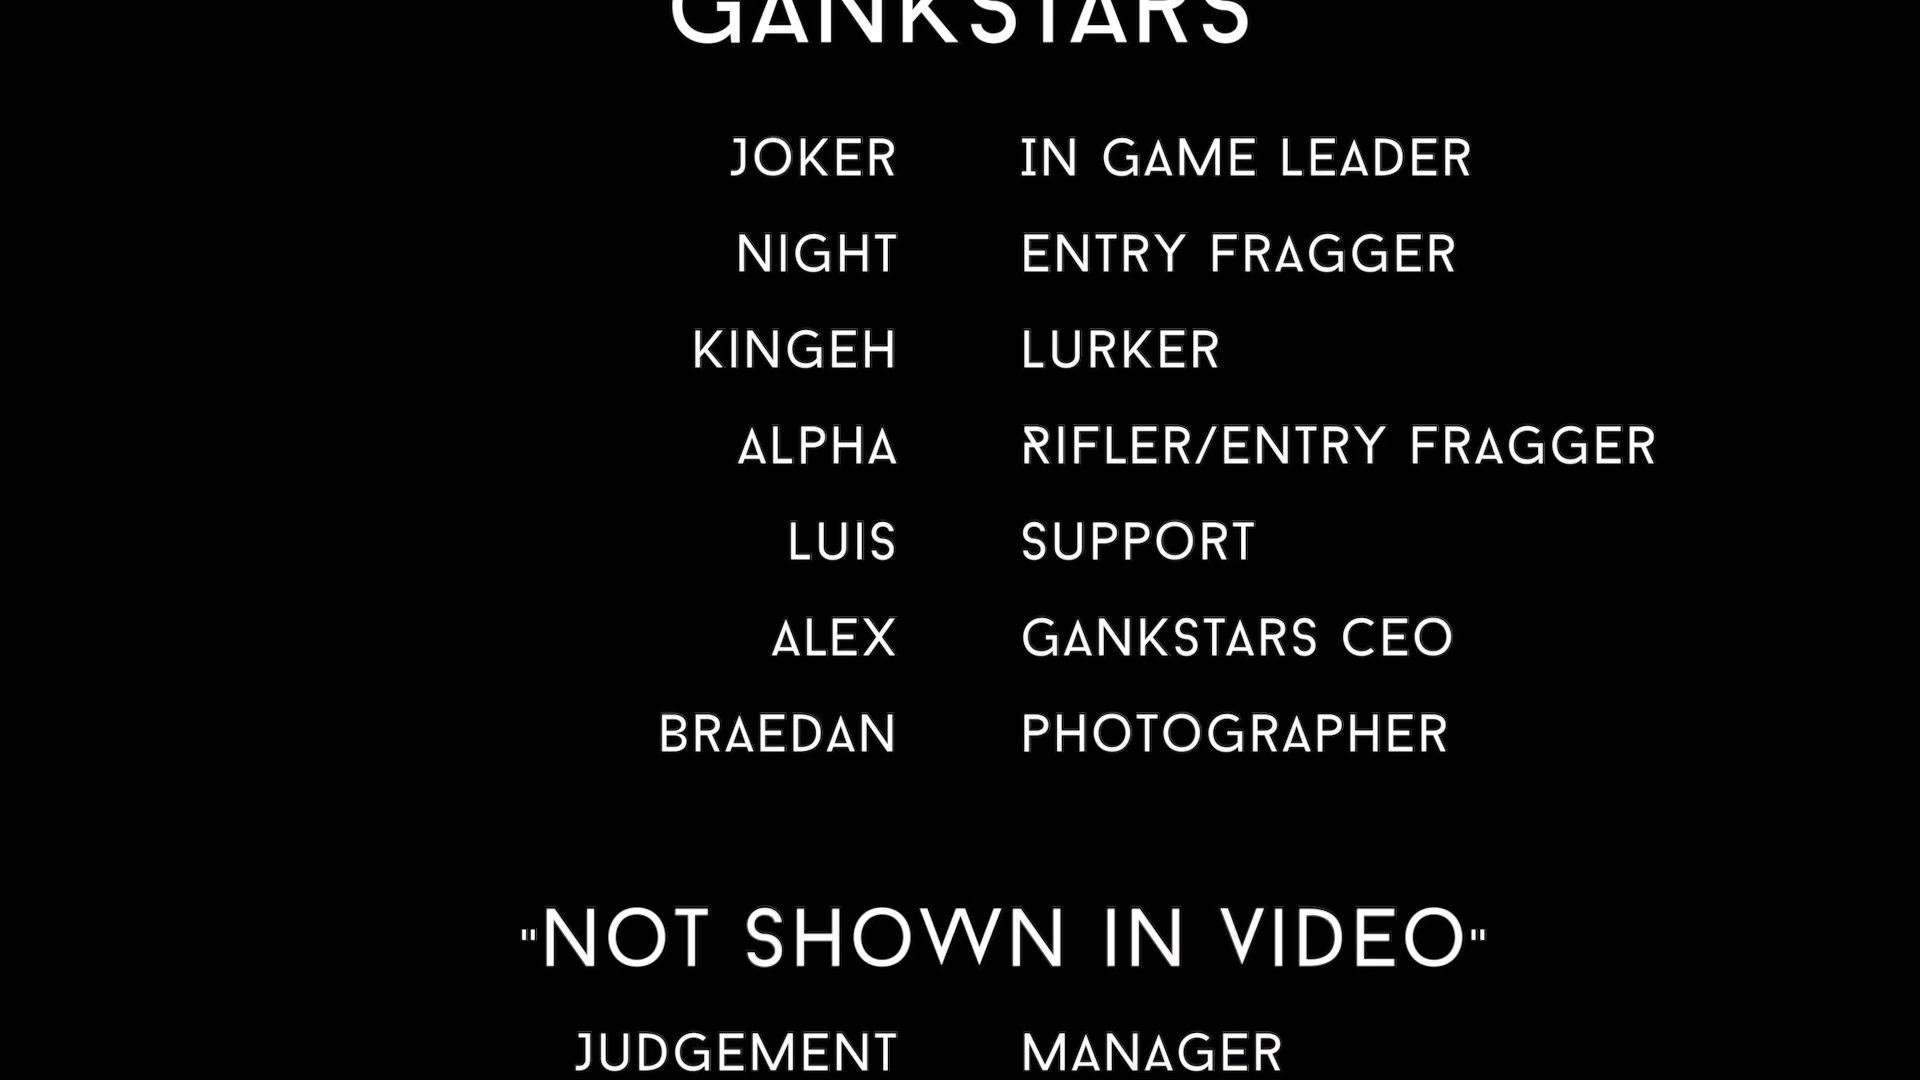 GANKSTARS
JOKER IN GAME LEADER
NIGHT ENTRY FRAGGER
KINGEH LURKER
ALPHA RIFLER/ENTRY FRAGGER
LUIS SUPPORT
ALEX GANKSTARS CEO
BRAEDAN PHOTOGRAPHER
"NOT SHOWN IN VIDEO"
JUDGEMENT MANAGER